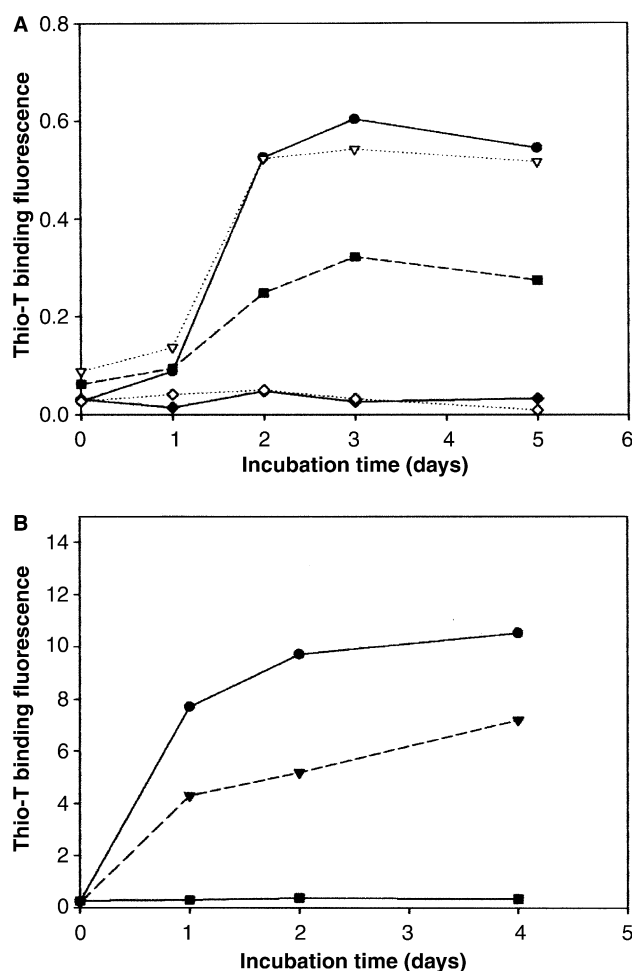 A
Thio-T binding fluorescence
0.8
0.6
0.4
0.2
0.0
0 1 2 3 4 5 6
Incubation time (days)
B
Thio-T binding fluorescence
14
12
10
8
6
4
2
0
0 1 2 3 4 5
Incubation time (days)